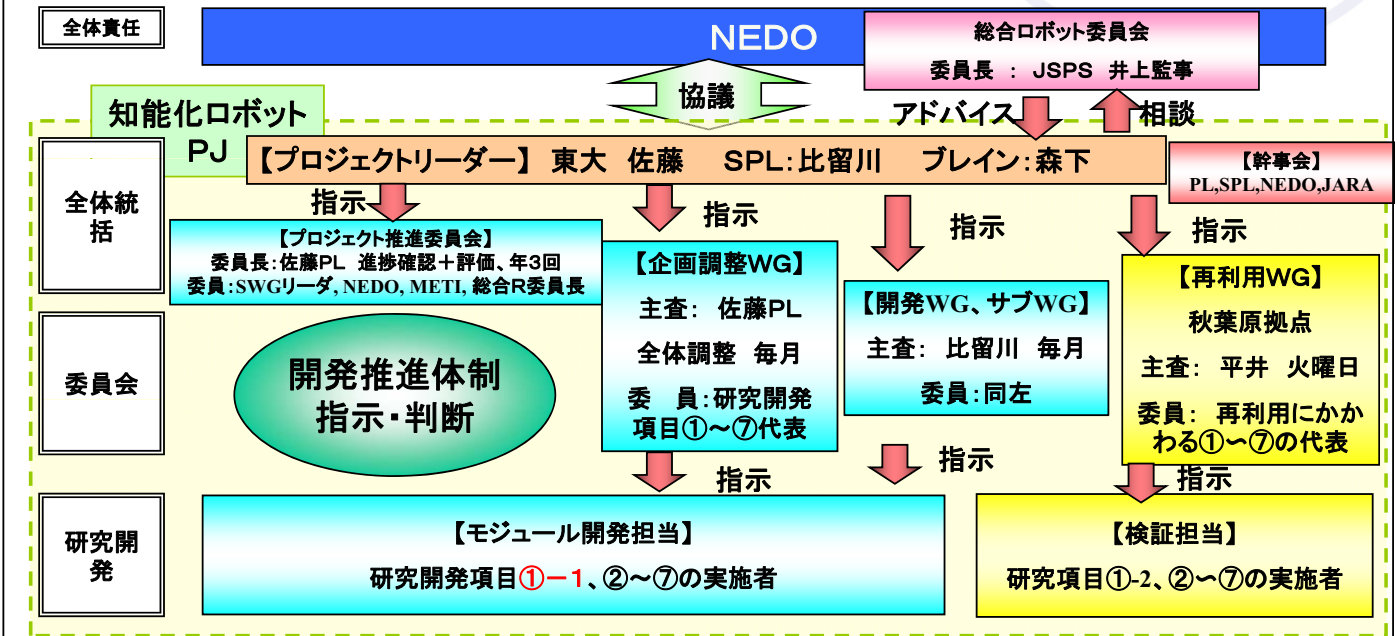 全体責任
NEDO
総合ロボット委員会
委員長 : JSPS 井上監事
協議
アドバイス
相談
知能化ロボット
PJ
【プロジェクトリーダー】 東大 佐藤 SPL:比留川 ブレイン:森下
【幹事会】
PL,SPL,NEDO,JARA
全体統
括
指示
指示
指示
指示
【プロジェクト推進委員会】
委員長:佐藤PL 進捗確認+評価、年3回
委員:SWGリーダ, NEDO, METI, 総合R委員長
【企画調整WG】
主査: 佐藤PL
全体調整 毎月
委 員:研究開発
項目①~⑦代表
【開発WG、サブWG】
主査: 比留川 毎月
委員:同左
【再利用WG】
秋葉原拠点
主査: 平井 火曜日
委員: 再利用にかか
わる①~⑦の代表
委員会
開発推進体制
指示・判断
指示
指示
指示
研究開
発
【モジュール開発担当】
研究開発項目①-1、②~⑦の実施者
【検証担当】
研究項目①-2、②~⑦の実施者